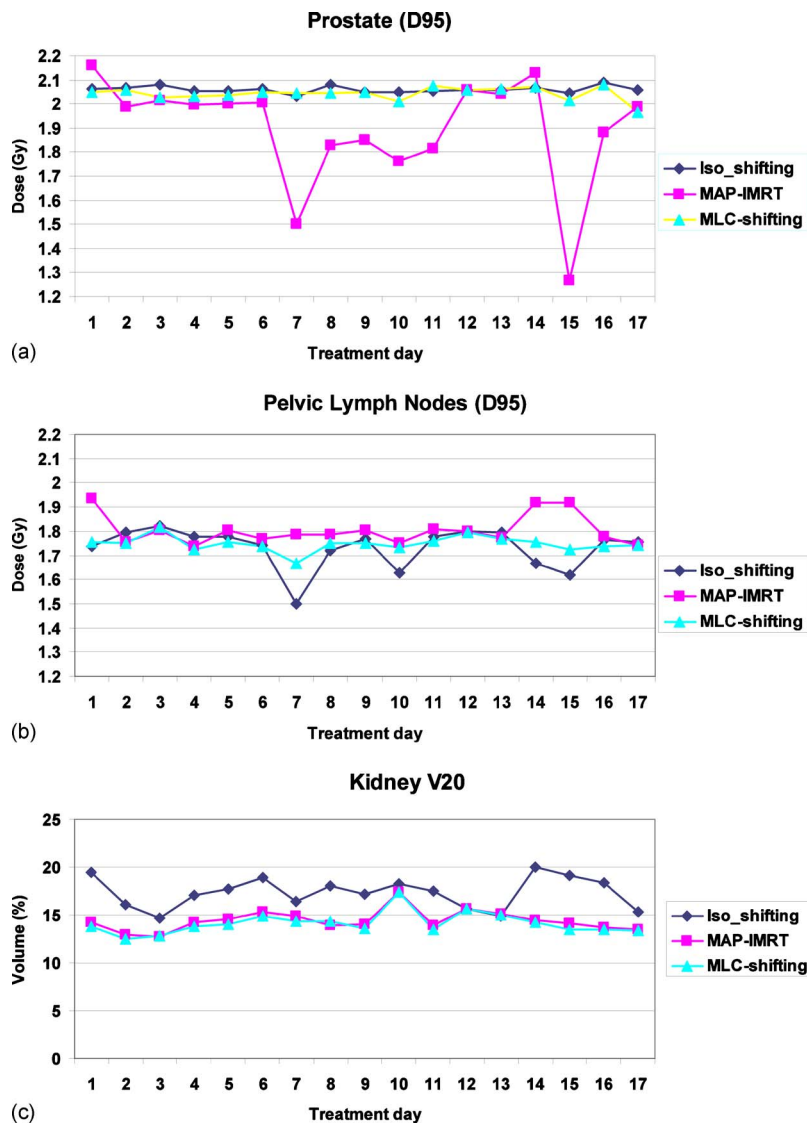 Prostate (D95)
2.2
2.1
2
1.9
1.8
1.7
1.6
1.5
1.4
1.3
1.2
Dose (Gy)
1 2 3 4 5 6 7 8 9 10 11 12 13 14 15 16 17
Treatment day
Iso_shifting
MAP-IMRT
MLC-shifting
(a)
Pelvic Lymph Nodes (D95)
2.2
2.1
2
1.9
1.8
1.7
1.6
1.5
1.4
1.3
1.2
Dose (Gy)
1 2 3 4 5 6 7 8 9 10 11 12 13 14 15 16 17
Treatment day
Iso_shifting
MAP-IMRT
MLC-shifting
(b)
Kidney V20
25
20
15
10
5
0
Volume (%)
1 2 3 4 5 6 7 8 9 10 11 12 13 14 15 16 17
Treatment day
Iso_shifting
MAP-IMRT
MLC-shifting
(c)